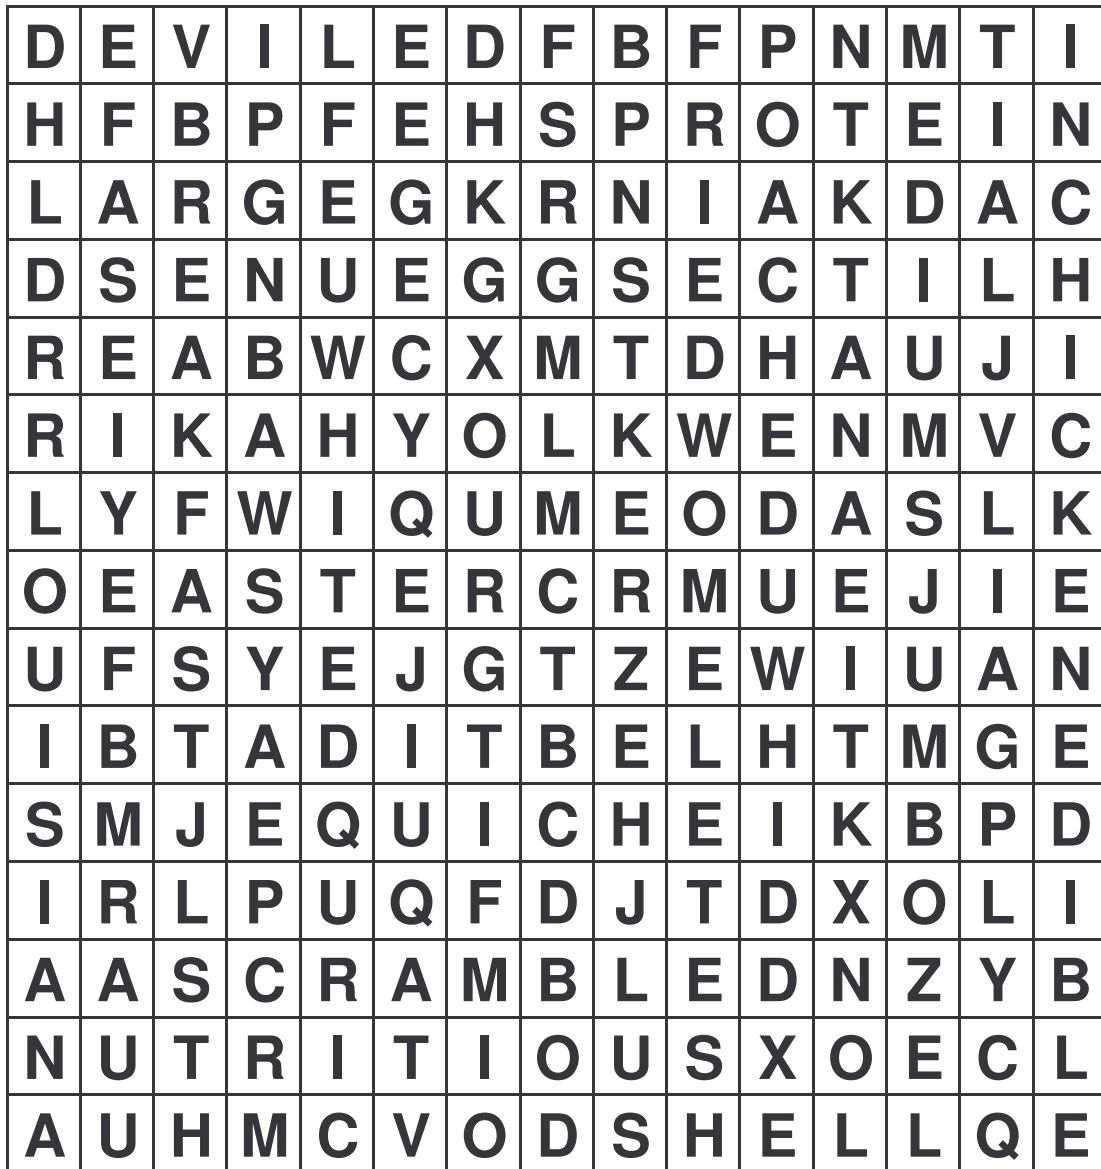 D E V I L E D F B F P N M T I
H F B P F E H S P R O T E I N
L A R G E G K R N I A K D A C
D S E N U E G G S E C T I L H
R E A B W C X M T D H A U J I
R I K A H Y O L K W E N M V C
L Y F W I Q U M E O D A S L K
O E A S T E R C R M U E J I E
U F S Y E J G T Z E W I U A N
I B T A D I T B E L H T M G E
S M J E Q U I C H E I K B P D
I R L P U Q F D J T D X O L I
A A S C R A M B L E D N Z Y B
N U T R I T I O U S X O E C L
A U H M C V O D S H E L L Q E